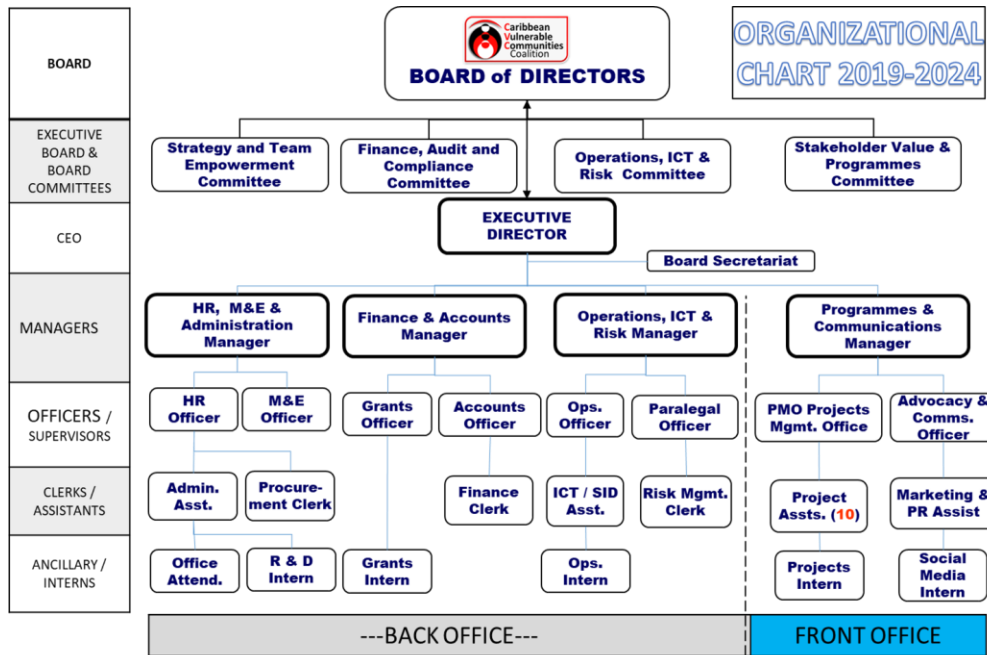 BOARD
Caribbean
Vulnerable
Communities
Coalition
BOARD of DIRECTORS
ORGANIZATIONAL
CHART 2019-2024
EXECUTIVE
BOARD &
BOARD
COMMITTEES
Strategy and Team
Empowerment
Committee
Finance, Audit and
Compliance
Committee
Operations, ICT &
Risk Committee
Stakeholder Value &
Programmes
Committee
CEO
EXECUTIVE
DIRECTOR
Board Secretariat
MANAGERS
HR, M&E &
Administration
Manager
Finance & Accounts
Manager
Operations, ICT &
Risk Manager
Programmes &
Communications
Manager
OFFICERS /
SUPERVISORS
HR
Officer
M&E
Officer
Grants
Officer
Accounts
Officer
Ops.
Officer
Paralegal
Officer
PMO Projects
Mgmt. Office
Advocacy &
Comms.
Officer
CLERKS /
ASSISTANTS
Admin.
Asst.
Procure-
ment Clerk
Finance
Clerk
ICT / SID
Asst.
Risk Mgmt.
Clerk
Project
Assts. (10)
Marketing &
PR Assist
ANCILLARY /
INTERNS
Office
Attend.
R & D
Intern
Grants
Intern
Ops.
Intern
Projects
Intern
Social
Media
Intern
---BACK OFFICE---
FRONT OFFICE